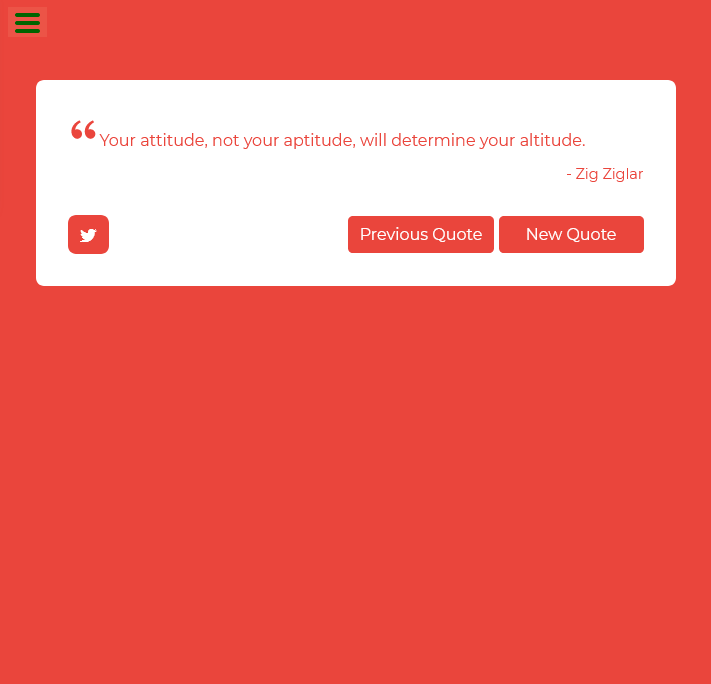 “Your attitude, not your aptitude, will determine your altitude.
- Zig Ziglar
Previous Quote New Quote